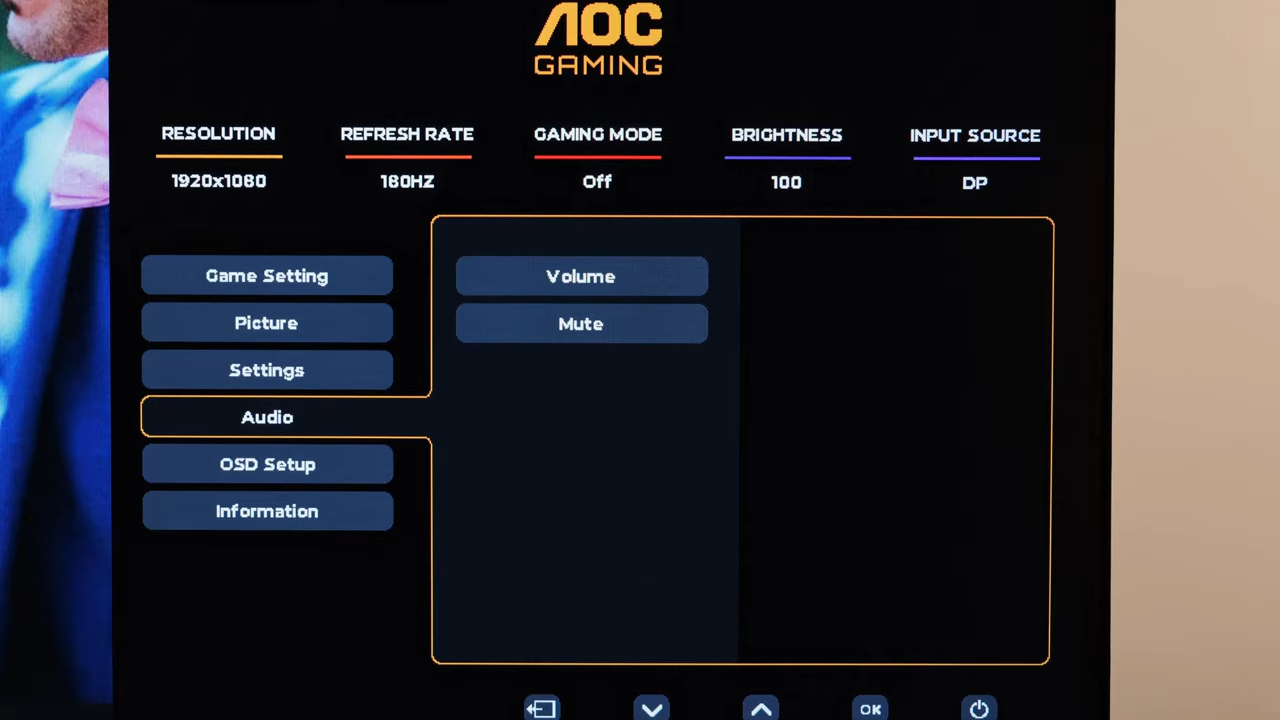 AOC
GAMING
RESOLUTION REFRESH RATE GAMING MODE BRIGHTNESS INPUT SOURCE
1920x1080 180HZ Off 100 DP
Game Setting
Picture
Settings
Audio
OSD Setup
Information
Volume
Mute
OK